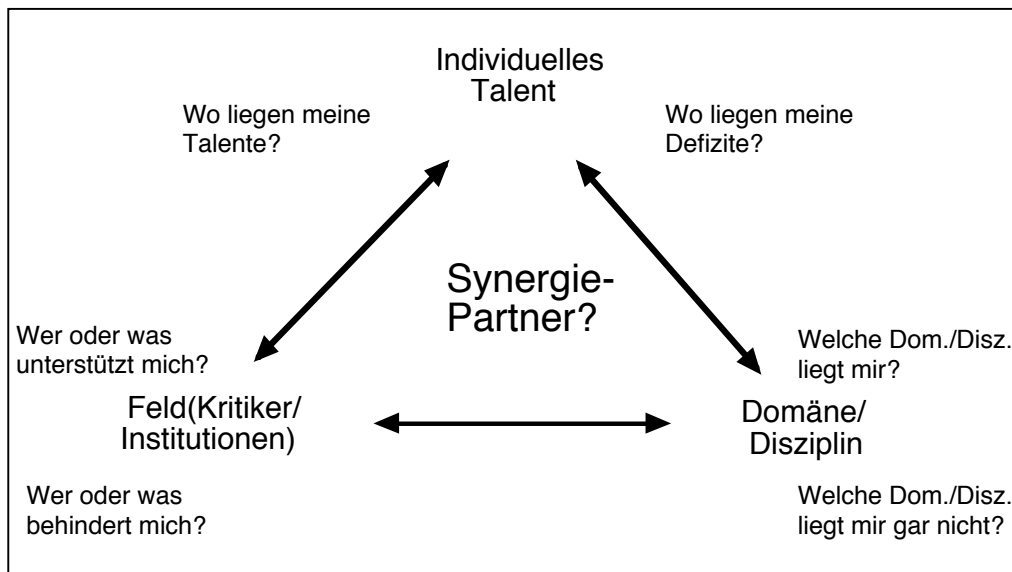 Individuelles
Talent
Wo liegen meine
Talente?
Wo liegen meine
Defizite?
Synergie-
Partner?
Wer oder was
unterstützt mich?
Welche Dom./Disz.
liegt mir?
Feld(Kritiker/
Institutionen)
Domäne/
Disziplin
Wer oder was
behindert mich?
Welche Dom./Disz.
liegt mir gar nicht?